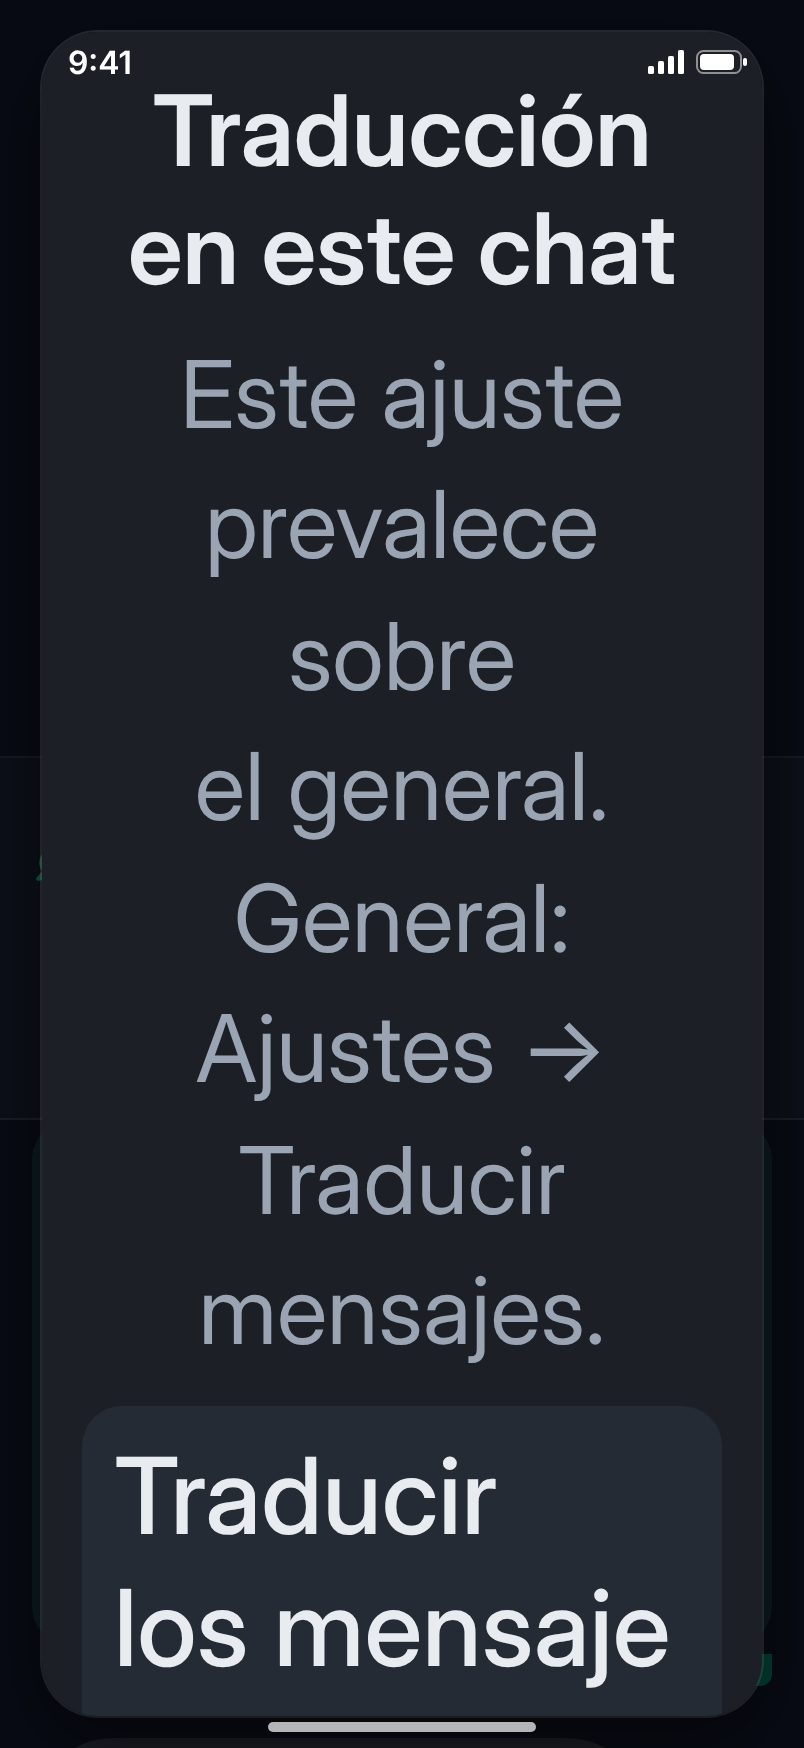 9:41
Traducción
en este chat
Este ajuste
prevalece
sobre
el general.
General:
Ajustes →
Traducir
mensajes.
Traducir
los mensaje